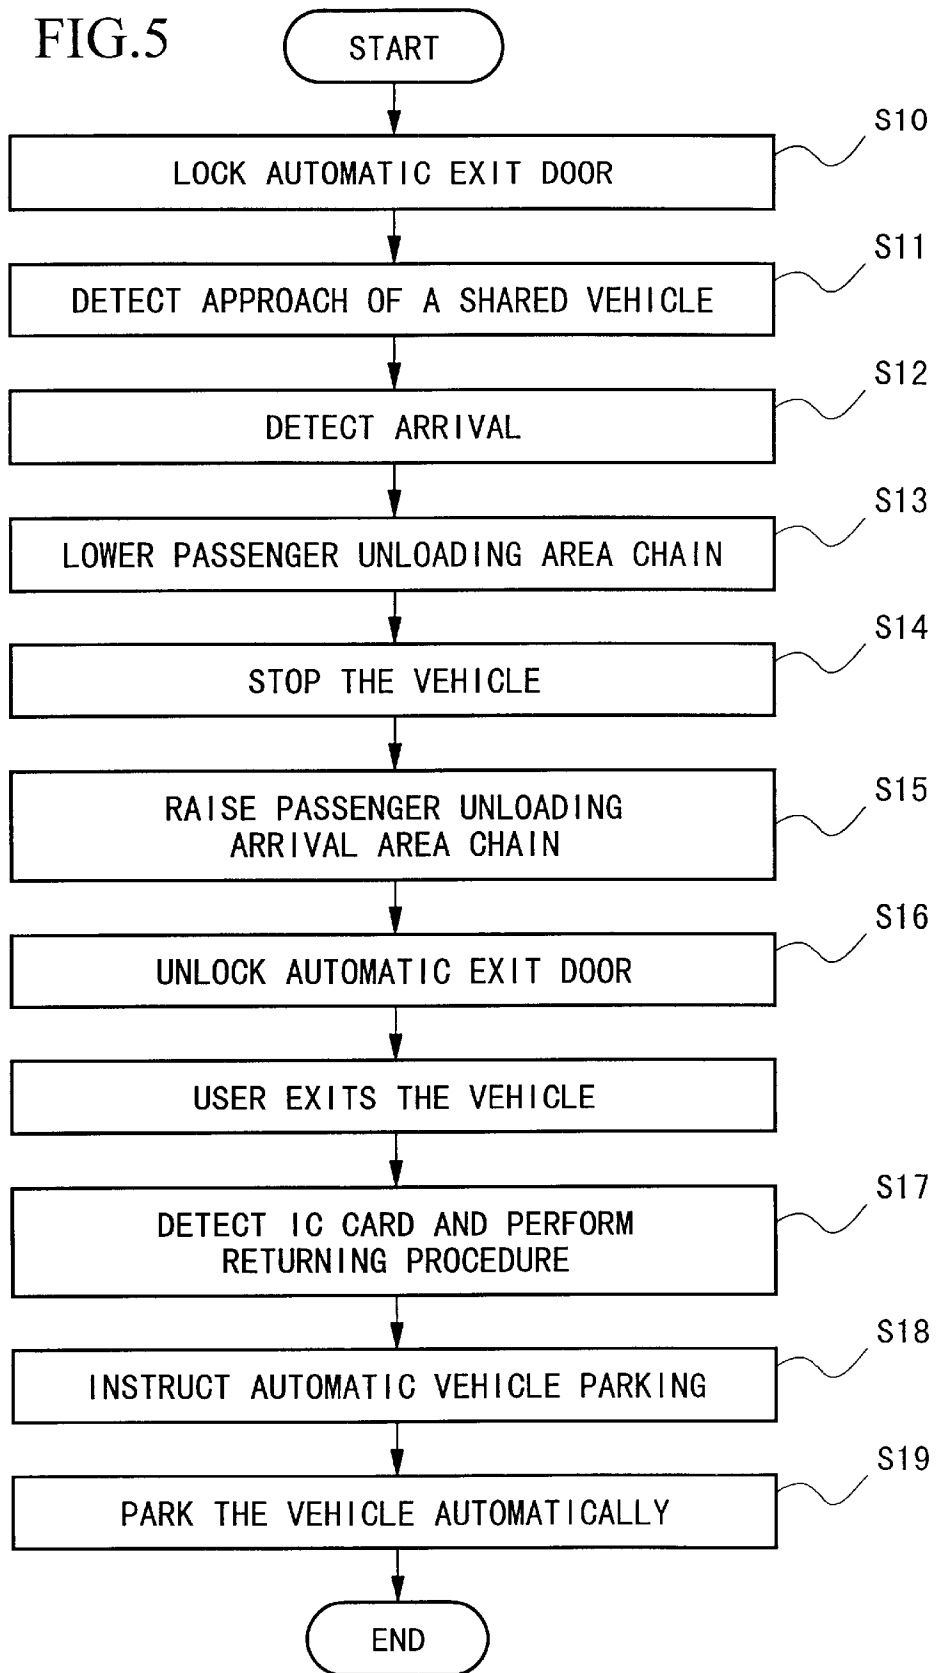 FIG.5
START
S10
LOCK AUTOMATIC EXIT DOOR
S11
DETECT APPROACH OF A SHARED VEHICLE
S12
DETECT ARRIVAL
S13
LOWER PASSENGER UNLOADING AREA CHAIN
S14
STOP THE VEHICLE
S15
RAISE PASSENGER UNLOADING
ARRIVAL AREA CHAIN
S16
UNLOCK AUTOMATIC EXIT DOOR
USER EXITS THE VEHICLE
S17
DETECT IC CARD AND PERFORM
RETURNING PROCEDURE
S18
INSTRUCT AUTOMATIC VEHICLE PARKING
S19
PARK THE VEHICLE AUTOMATICALLY
END